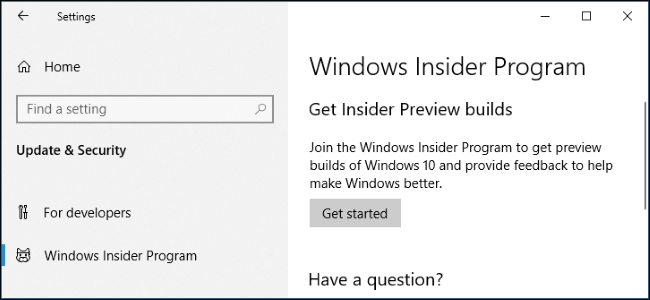 Settings
Home
Find a setting
Update & Security
For developers
Windows Insider Program
Windows Insider Program
Get Insider Preview builds
Join the Windows Insider Program to get preview
builds of Windows 10 and provide feedback to help
make Windows better.
Get started
Have a question?